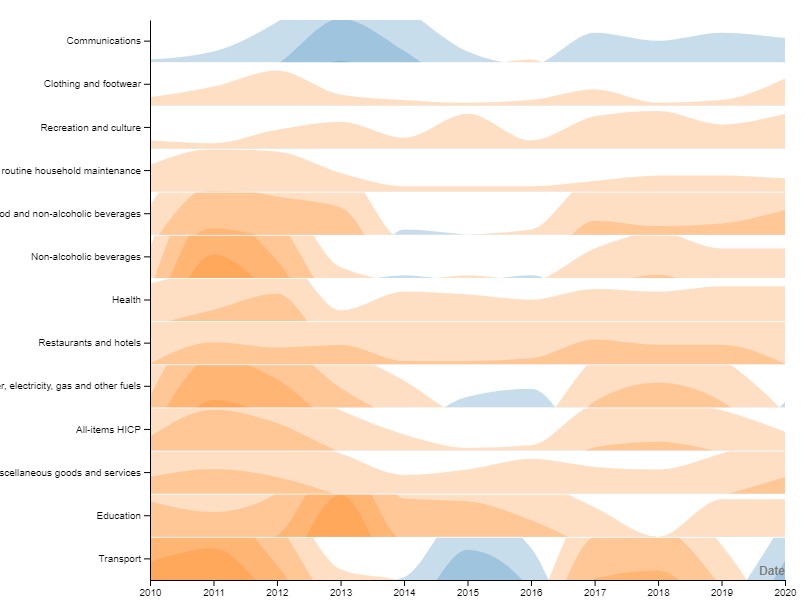 Communications
Clothing and footwear
Recreation and culture
routine household maintenance
and non-alcoholic beverages
Non-alcoholic beverages
Health
Restaurants and hotels
electricity, gas and other fuels
All-items HICP
goods and services
Education
Transport
Date
2010 2011 2012 2013 2014 2015 2016 2017 2018 2019 2020